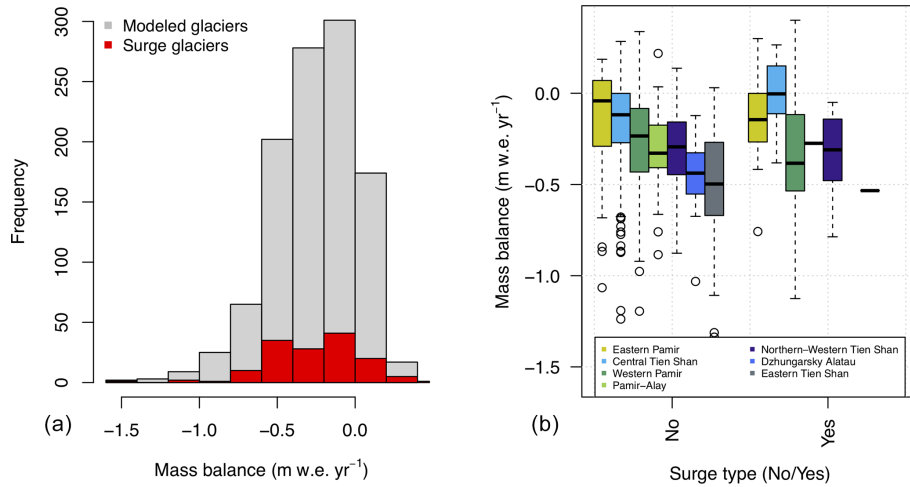 Modeled glaciers
Surge glaciers
Frequency
300
250
200
150
100
50
0
−1.5 −1.0 −0.5 0.0
(a)
Mass balance (m w.e. yr⁻¹)
Mass balance (m w.e. yr⁻¹)
0.0
−0.5
−1.0
−1.5
Eastern Pamir
Central Tien Shan
Western Pamir
Pamir−Alay
Northern−Western Tien Shan
Dzhungarsky Alatau
Eastern Tien Shan
(b)
No
Yes
Surge type (No/Yes)